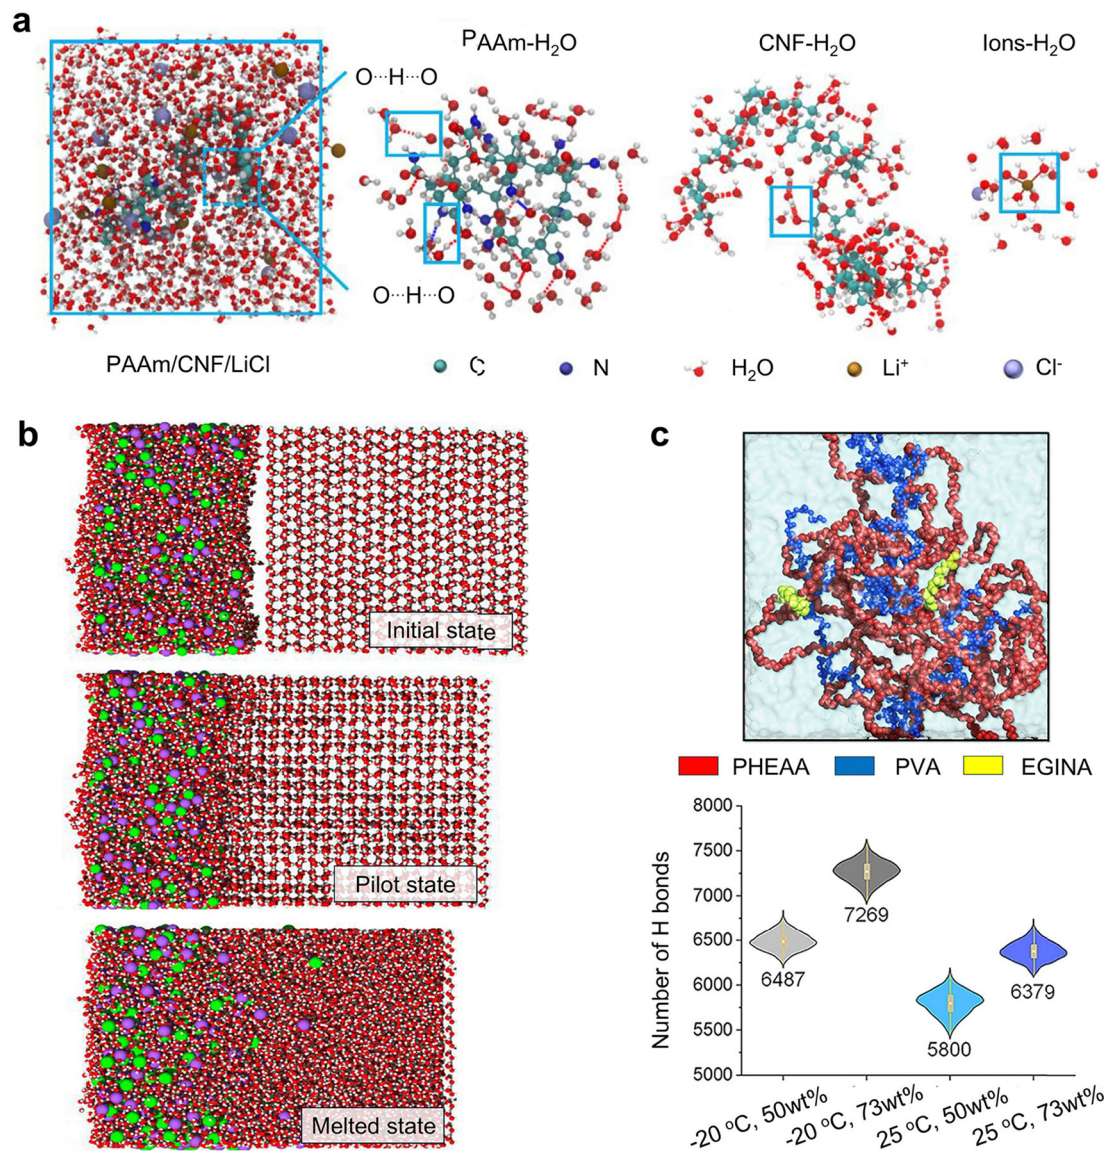 a
PAAm-H₂O
CNF-H₂O
Ions-H₂O
O···H···O
O···H···O
PAAm/CNF/LiCl
C
N
H₂O
Li⁺
Cl⁻
b
Initial state
Pilot state
Melted state
c
PHEAA
PVA
EGINA
Number of H bonds
8000
7500
7000
6500
6000
5500
5000
6487
7269
5800
6379
-20 °C, 50wt%
-20 °C, 73wt%
25 °C, 50wt%
25 °C, 73wt%